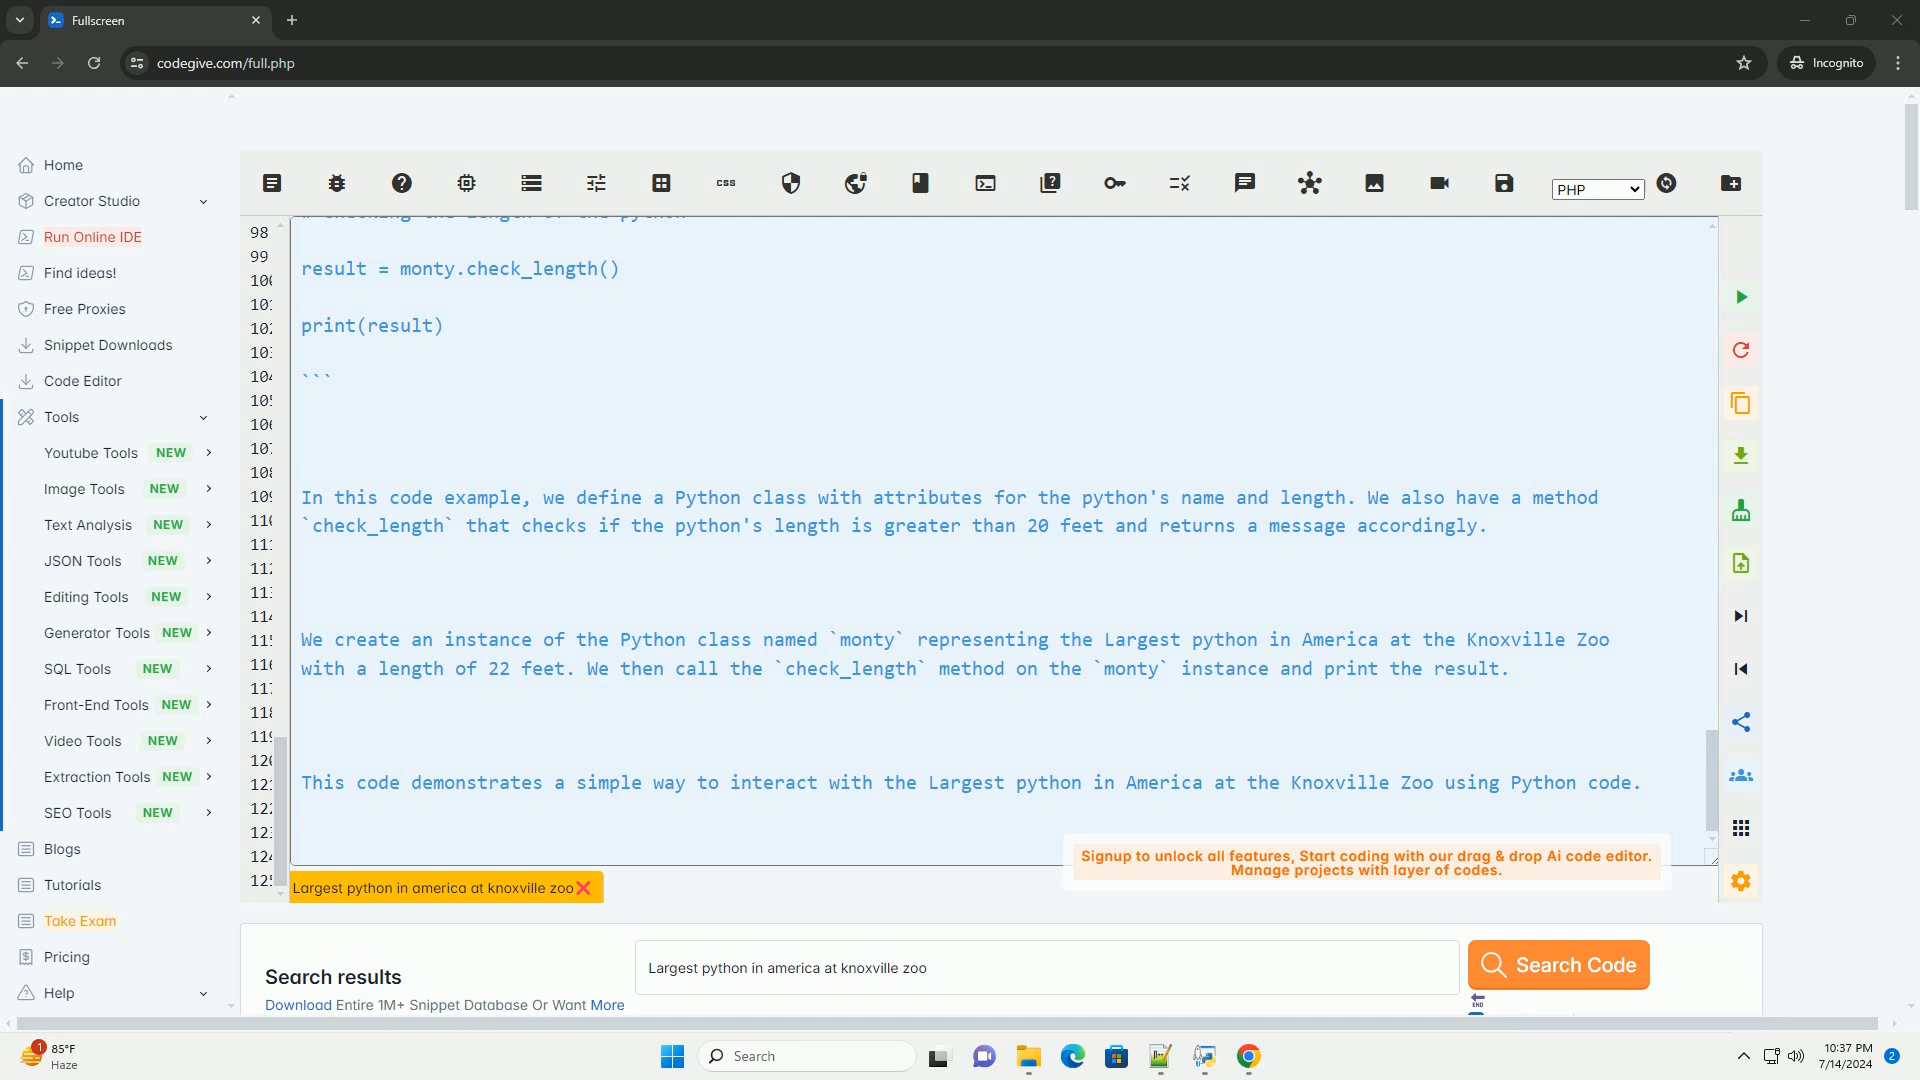 Fullscreen
codegive.com/full.php
Incognito
Home
Creator Studio
Run Online IDE
Find ideas!
Free Proxies
Snippet Downloads
Code Editor
Tools
Youtube Tools NEW
Image Tools NEW
Text Analysis NEW
JSON Tools NEW
Editing Tools NEW
Generator Tools NEW
SQL Tools NEW
Front-End Tools NEW
Video Tools NEW
Extraction Tools NEW
SEO Tools NEW
Blogs
Tutorials
Take Exam
Pricing
Help
css
PHP
98
99
# checking the length of the python
result = monty.check_length()
print(result)
```
In this code example, we define a Python class with attributes for the python's name and length. We also have a method
`check_length` that checks if the python's length is greater than 20 feet and returns a message accordingly.
We create an instance of the Python class named `monty` representing the Largest python in America at the Knoxville Zoo
with a length of 22 feet. We then call the `check_length` method on the `monty` instance and print the result.
This code demonstrates a simple way to interact with the Largest python in America at the Knoxville Zoo using Python code.
Signup to unlock all features, Start coding with our drag & drop Ai code editor.
Manage projects with layer of codes.
Largest python in america at knoxville zoo
Search results
Download Entire 1M+ Snippet Database Or Want More
Largest python in america at knoxville zoo
Search Code
END
1
85°F
Haze
Search
10:37 PM
7/14/2024
2